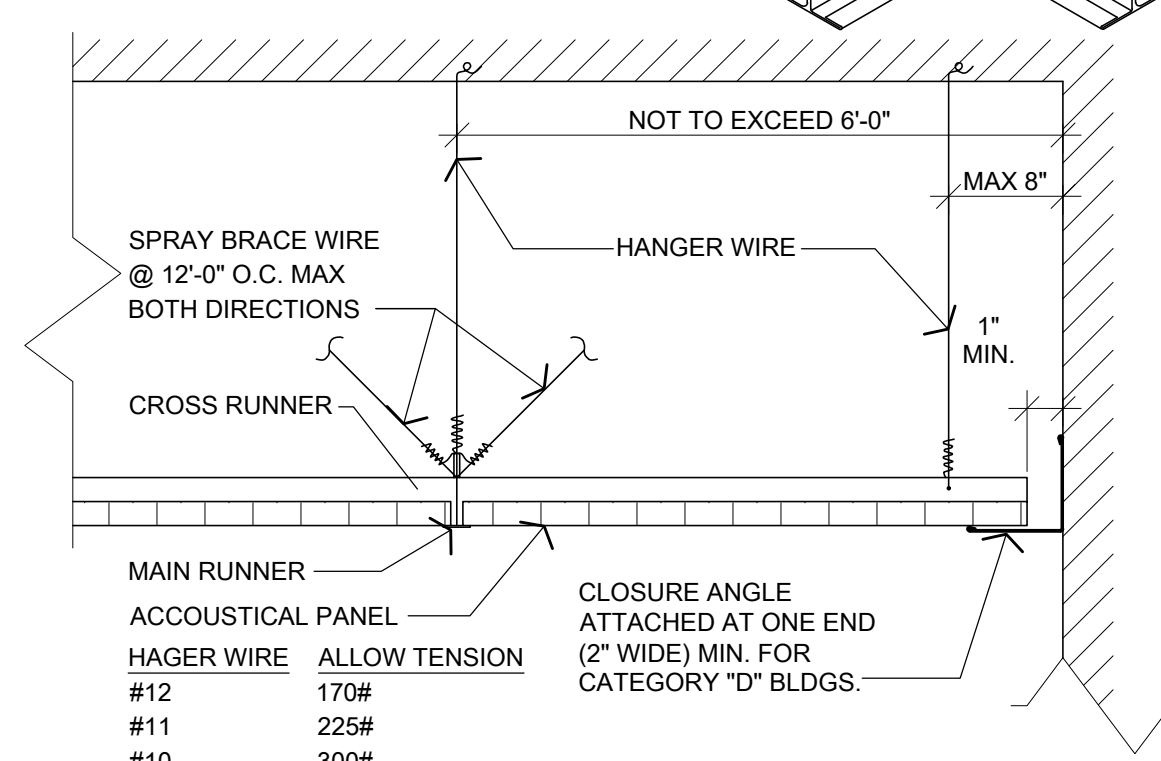 NOT TO EXCEED 6'-0"
MAX 8"
SPRAY BRACE WIRE
@ 12'-0" O.C. MAX
BOTH DIRECTIONS
HANGER WIRE
1"
MIN.
CROSS RUNNER
MAIN RUNNER
ACCOUSTICAL PANEL
CLOSURE ANGLE
ATTACHED AT ONE END
(2" WIDE) MIN. FOR
CATEGORY "D" BLDGS.
HAGER WIRE ALLOW TENSION
#12 170#
#11 225#
#10 300#